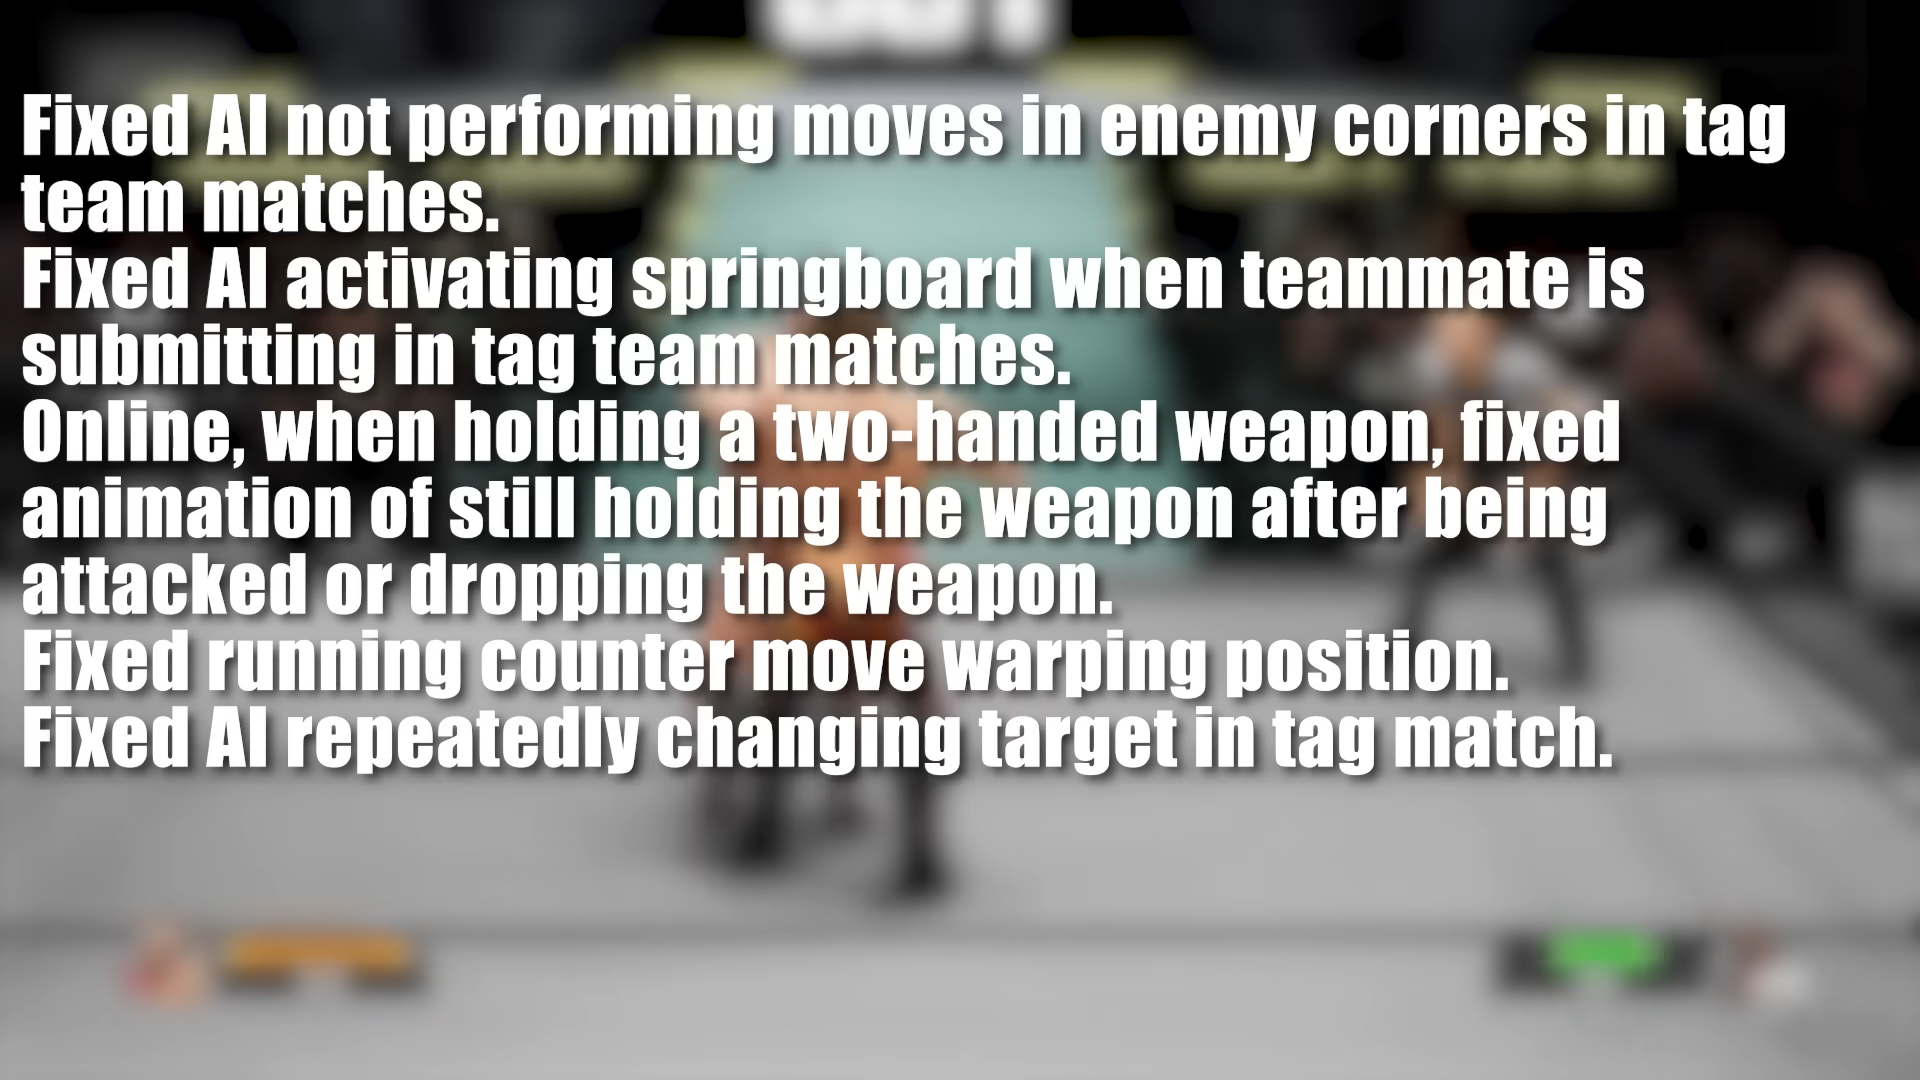 Fixed AI not performing moves in enemy corners in tag
team matches.
Fixed AI activating springboard when teammate is
submitting in tag team matches.
Online, when holding a two-handed weapon, fixed
animation of still holding the weapon after being
attacked or dropping the weapon.
Fixed running counter move warping position.
Fixed AI repeatedly changing target in tag match.